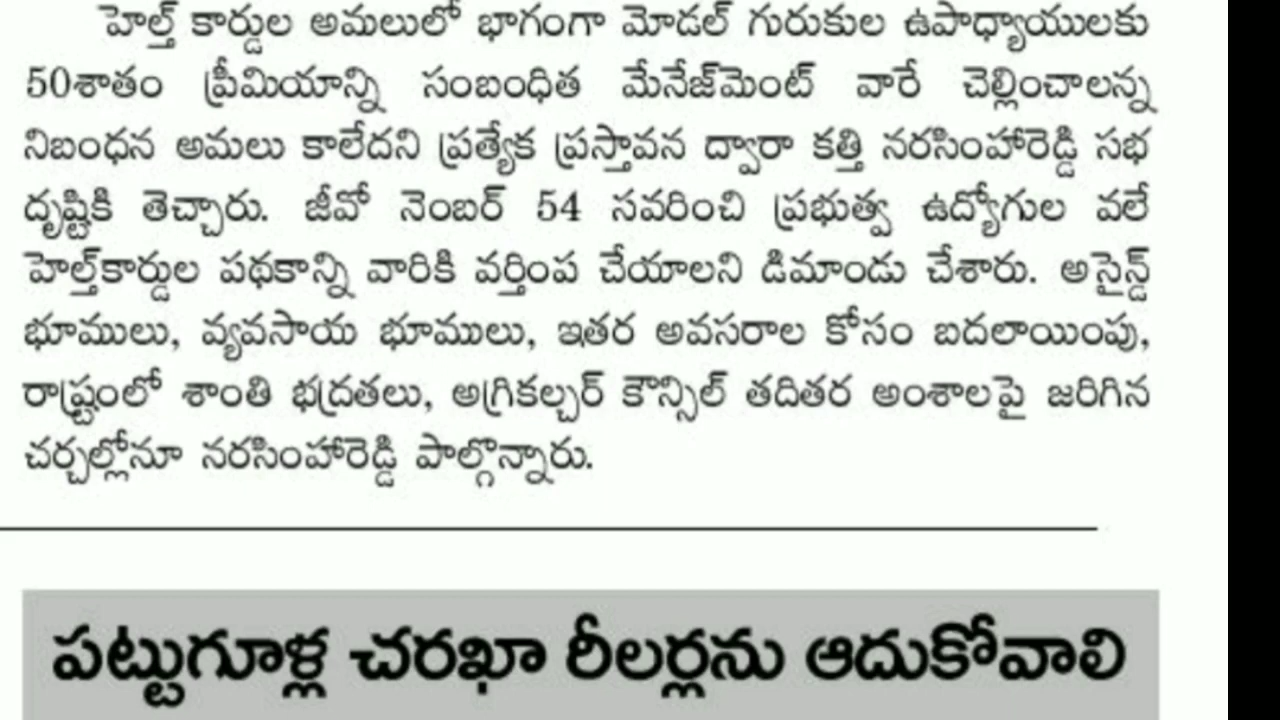 హెల్త్ కార్డుల అమలులో భాగంగా మోడల్ గురుకుల ఉపాధ్యాయులకు
50శాతం ప్రీమియాన్ని సంబంధిత మేనేజ్‌మెంట్ వారే చెల్లించాలన్న
నిబంధన అమలు కాలేదని ప్రత్యేక ప్రస్తావన ద్వారా కత్తి నరసింహారెడ్డి సభ
దృష్టికి తెచ్చారు. జీవో నెంబర్ 54 సవరించి ప్రభుత్వ ఉద్యోగుల వలే
హెల్త్‌కార్డుల పథకాన్ని వారికి వర్తింప చేయాలని డిమాండు చేశారు. అసైన్డ్
భూములు, వ్యవసాయ భూములు, ఇతర అవసరాల కోసం బదలాయింపు,
రాష్ట్రంలో శాంతి భద్రతలు, అగ్రికల్చర్ కౌన్సిల్ తదితర అంశాలపై జరిగిన
చర్చల్లోనూ నరసింహారెడ్డి పాల్గొన్నారు.
పట్టుగూళ్ల చరఖా రీలర్లను ఆదుకోవాలి